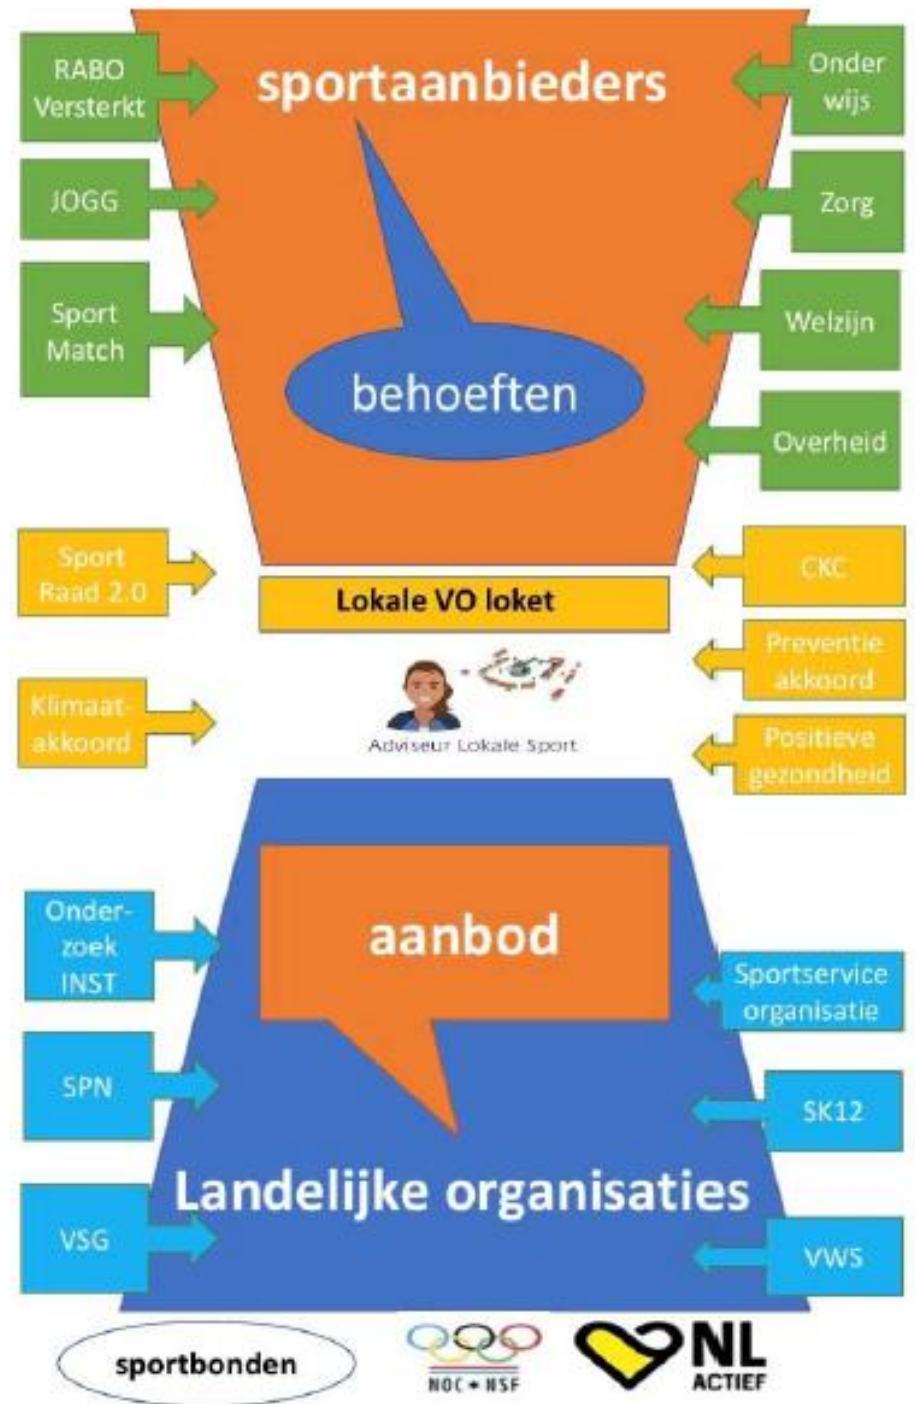 sportaanbieders
RABO
Versterkt
JOGG
Sport
Match
Onder
wijs
Zorg
Welzijn
Overheid
behoeften
Sport
Raad 2.0
Klimaat-
akkoord
Lokale VO loket
Adviseur Lokale Sport
CKC
Preventie
akkoord
Positieve
gezondheid
aanbod
Onder-
zoek
INST
SPN
VSG
Sportservice
organisatie
SK12
VWS
Landelijke organisaties
sportbonden
NOC*NSF
NL
ACTIEF